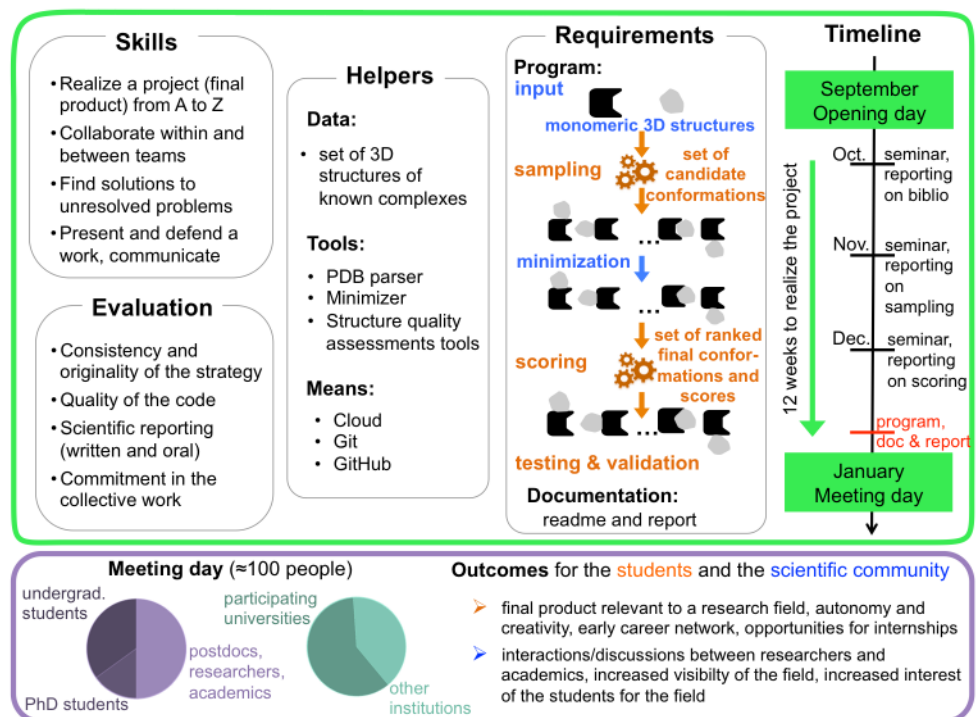 Skills
• Realize a project (final
product) from A to Z
• Collaborate within and
between teams
• Find solutions to
unresolved problems
• Present and defend a
work, communicate
Evaluation
• Consistency and
originality of the strategy
• Quality of the code
• Scientific reporting
(written and oral)
• Commitment in the
collective work
Helpers
Data:
• set of 3D
structures of
known complexes
Tools:
• PDB parser
• Minimizer
• Structure quality
assessments tools
Means:
• Cloud
• Git
• GitHub
Requirements
Program:
input
monomeric 3D structures
sampling
set of
candidate
conformations
...
minimization
...
scoring
set of ranked
final confor-
mations and
scores
...
testing & validation
Documentation:
readme and report
Timeline
September
Opening day
12 weeks to realize the project
Oct.
seminar,
reporting
on biblio
Nov.
seminar,
reporting
on
sampling
Dec.
seminar,
reporting
on scoring
program,
doc & report
January
Meeting day
Meeting day (≈100 people)
undergrad.
students
PhD students
postdocs,
researchers,
academics
participating
universities
other
institutions
Outcomes for the students and the scientific community
➢ final product relevant to a research field, autonomy and
creativity, early career network, opportunities for internships
➢ interactions/discussions between researchers and
academics, increased visibilty of the field, increased interest
of the students for the field